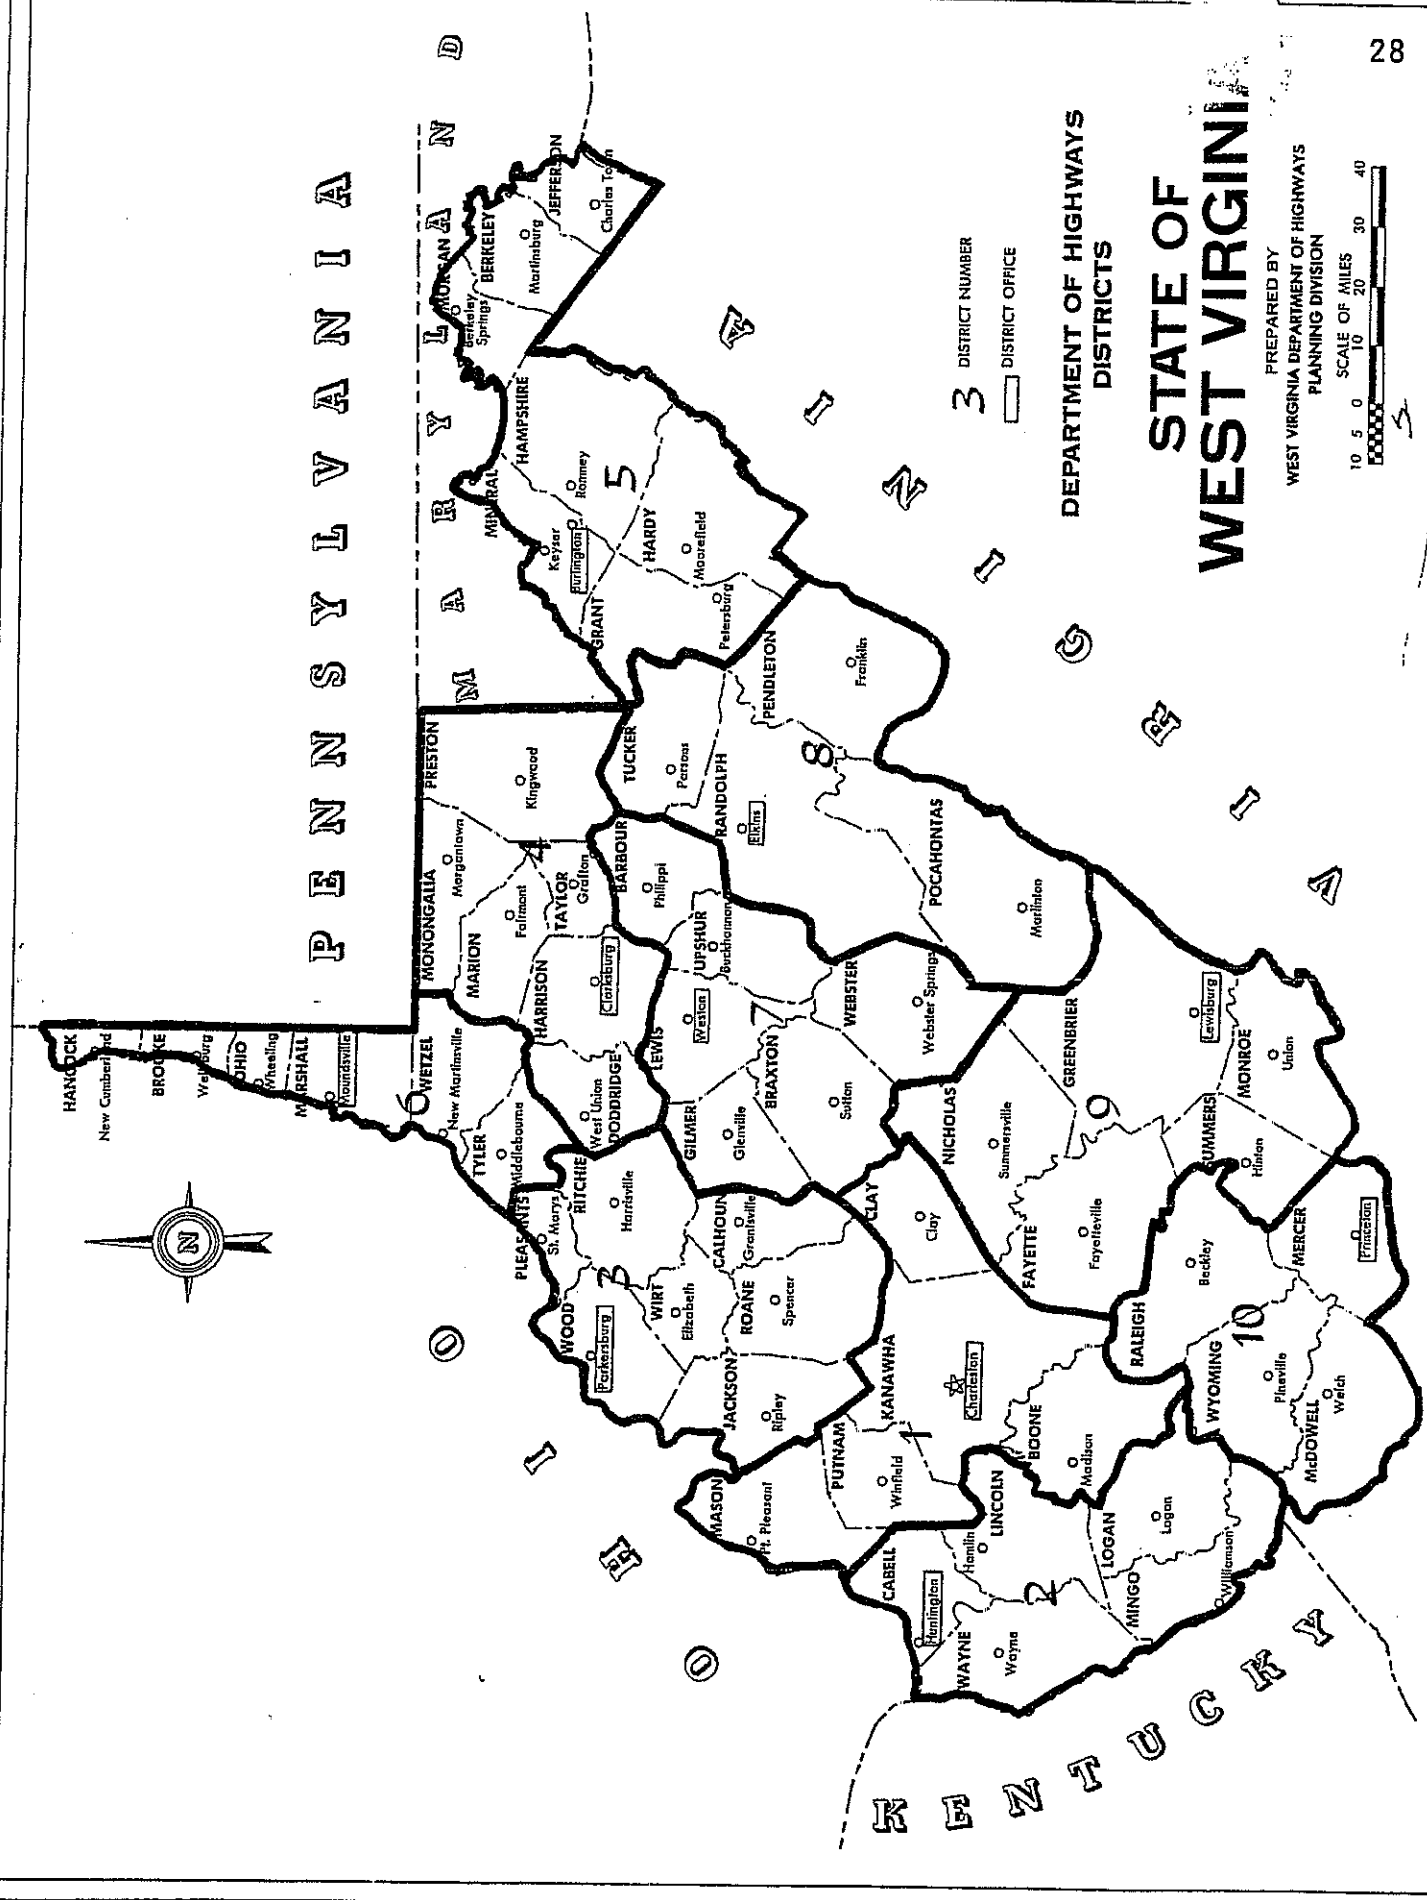 28
PENNSYLVANIA
MARYLAND
OHIO
KENTUCKY
VIRGINIA
N
HANCOCK
New Cumberland
BROOKE
OHIO
Wheeling
MARSHALL
Moundsville
6
WETZEL
New Martinsville
TYLER
Middlebourne
PLEASANTS
St. Marys
RITCHIE
Harrisville
WOOD
Parkersburg
3
WIRT
Elizabeth
CALHOUN
Grantsville
ROANE
Spencer
JACKSON
Ripley
MASON
Pt. Pleasant
PUTNAM
Winfield
1
KANAWHA
Charleston
CLAY
Clay
BOONE
Madison
CABELL
Huntington
LINCOLN
Hamlin
WAYNE
Wayne
2
LOGAN
Logan
MINGO
Williamson
WYOMING
Pineville
10
McDOWELL
Welch
RALEIGH
Beckley
MERCER
Princeton
SUMMERS
Hinton
MONROE
Union
GREENBRIER
Lewisburg
9
FAYETTE
Fayetteville
NICHOLAS
Summersville
WEBSTER
Webster Springs
BRAXTON
Sutton
7
GILMER
Glenville
LEWIS
Weston
UPSHUR
Buckhannon
BARBOUR
Philippi
DODDRIDGE
West Union
HARRISON
Clarksburg
MARION
Fairmont
MONONGALIA
Morgantown
4
TAYLOR
Grafton
PRESTON
Kingwood
TUCKER
Parsons
RANDOLPH
Elkins
8
POCAHONTAS
Marlinton
PENDLETON
Franklin
GRANT
Petersburg
HARDY
Moorefield
5
MINERAL
Keyser
Burlington
HAMPSHIRE
Romney
MORGAN
Berkeley
Springs
BERKELEY
Martinsburg
JEFFERSON
Charles Town
3 DISTRICT NUMBER
DISTRICT OFFICE
DEPARTMENT OF HIGHWAYS
DISTRICTS
STATE OF
WEST VIRGINIA
PREPARED BY
WEST VIRGINIA DEPARTMENT OF HIGHWAYS
PLANNING DIVISION
SCALE OF MILES
10 5 0 10 20 30 40